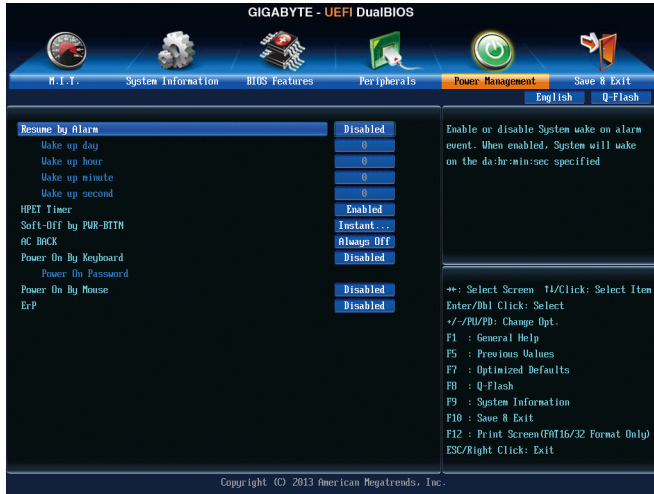 GIGABYTE - UEFI DualBIOS
M.I.T. System Information BIOS Features Peripherals Power Management Save & Exit
English Q-Flash
Resume by Alarm Disabled
Wake up day 0
Wake up hour 0
Wake up minute 0
Wake up second 0
HPET Timer Enabled
Soft-Off by PWR-BTTN Instant...
AC BACK Always Off
Power On By Keyboard Disabled
Power On Password
Power On By Mouse Disabled
ErP Disabled
Enable or disable System wake on alarm
event. When enabled, System will wake
on the da:hr:min:sec specified
→←: Select Screen ↑↓/Click: Select Item
Enter/Dbl Click: Select
+/-/PU/PD: Change Opt.
F1 : General Help
F5 : Previous Values
F7 : Optimized Defaults
F8 : Q-Flash
F9 : System Information
F10 : Save & Exit
F12 : Print Screen(FAT16/32 Format Only)
ESC/Right Click: Exit
Copyright (C) 2013 American Megatrends, Inc.